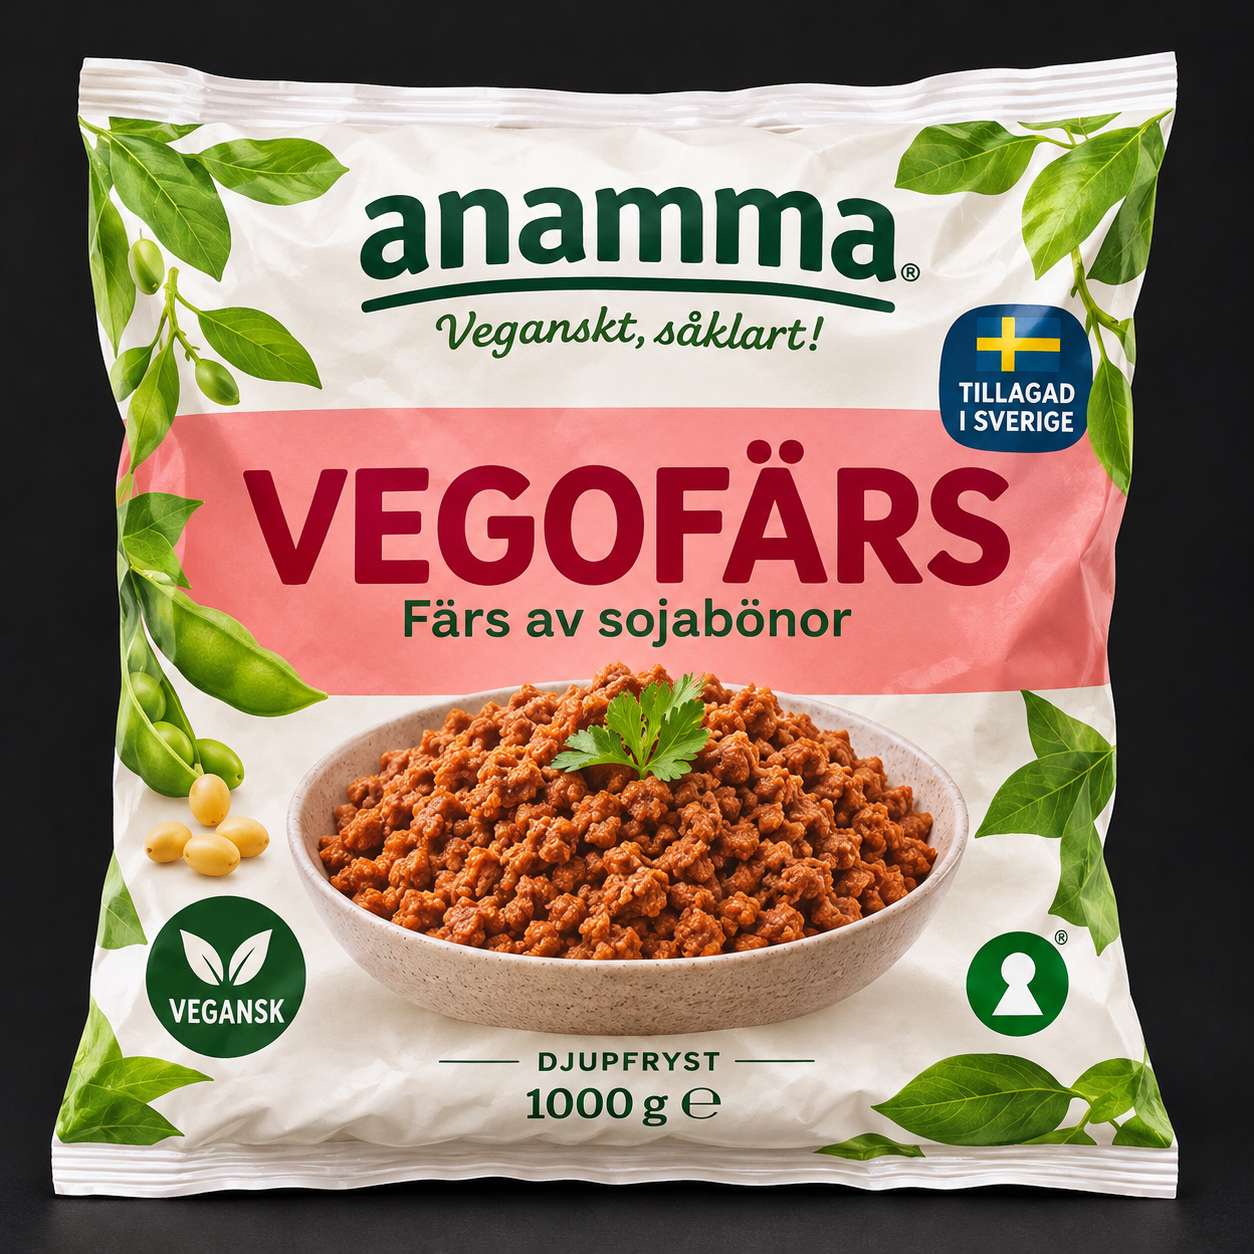 anamma®
Veganskt, såklart!
TILLAGAD
I SVERIGE
VEGOFÄRS
Färs av sojabönor
VEGANSK
®
DJUPFRYST
1000 g ℮